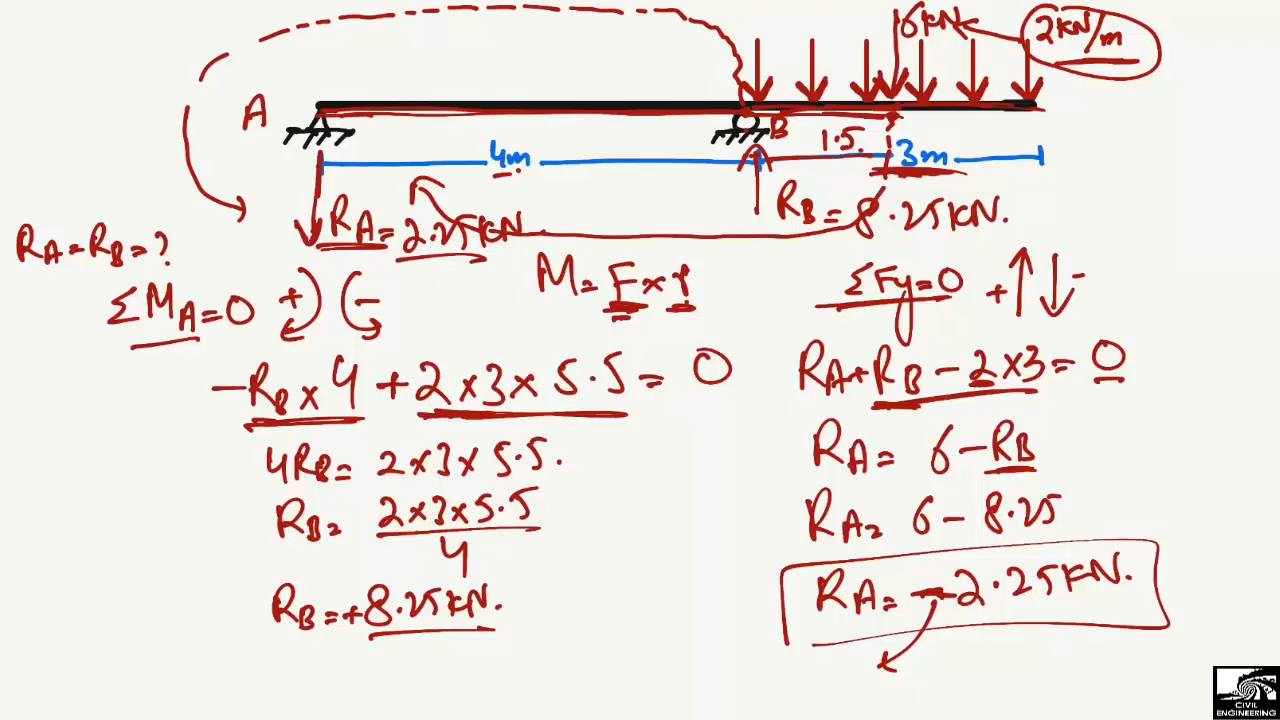 6KN
2KN/m
A
B
1.5
4m
3m
RA=2.25KN
RB=8.25KN.
RA=RB=?
ΣMA=0 +) (-
M=F×r
ΣFy=0 +↑↓-
-RB×4+2×3×5.5=0
4RB=2×3×5.5.
RB=2×3×5.5/4
RB=+8.25KN.
RA+RB-2×3=0
RA=6-RB
RA=6-8.25
RA=-2.25KN.
CIVIL
ENGINEERING